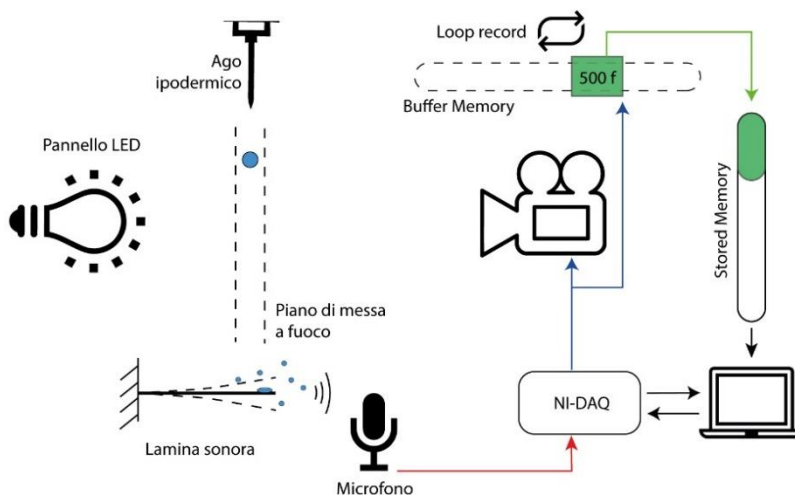 Ago
ipodermico
Loop record
500 f
Buffer Memory
Pannello LED
Stored Memory
Piano di messa
a fuoco
NI-DAQ
Lamina sonora
Microfono